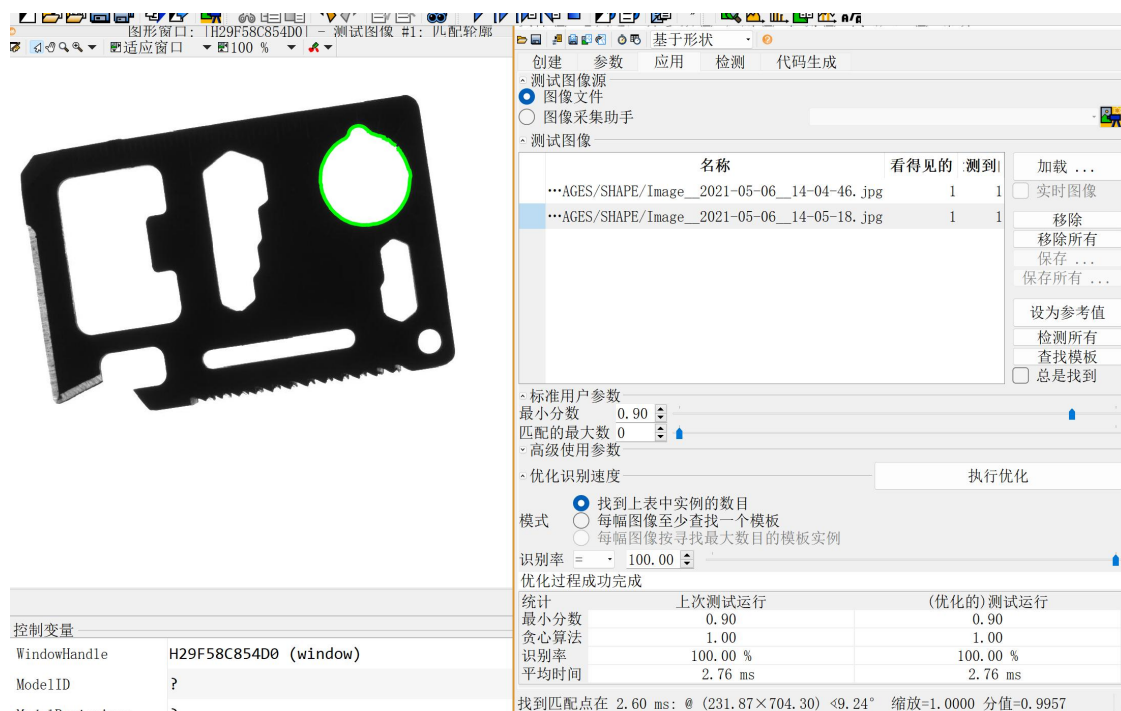 图形窗口: |H29F58C854D0| - 测试图像 #1: 匹配轮廓
适应窗口 100 %
基于形状
创建 参数 应用 检测 代码生成
测试图像源
图像文件
图像采集助手
测试图像
名称 看得见的 测到
…AGES/SHAPE/Image__2021-05-06__14-04-46.jpg 1 1
…AGES/SHAPE/Image__2021-05-06__14-05-18.jpg 1 1
加载 ...
实时图像
移除
移除所有
保存 ...
保存所有 ...
设为参考值
检测所有
查找模板
总是找到
标准用户参数
最小分数 0.90
匹配的最大数 0
高级使用参数
优化识别速度 执行优化
模式
找到上表中实例的数目
每幅图像至少查找一个模板
每幅图像按寻找最大数目的模板实例
识别率 = 100.00
优化过程成功完成
统计 上次测试运行 (优化的)测试运行
最小分数 0.90 0.90
贪心算法 1.00 1.00
识别率 100.00 % 100.00 %
平均时间 2.76 ms 2.76 ms
找到匹配点在 2.60 ms: @ (231.87×704.30) ∢9.24° 缩放=1.0000 分值=0.9957
控制变量
WindowHandle H29F58C854D0 (window)
ModelID ?